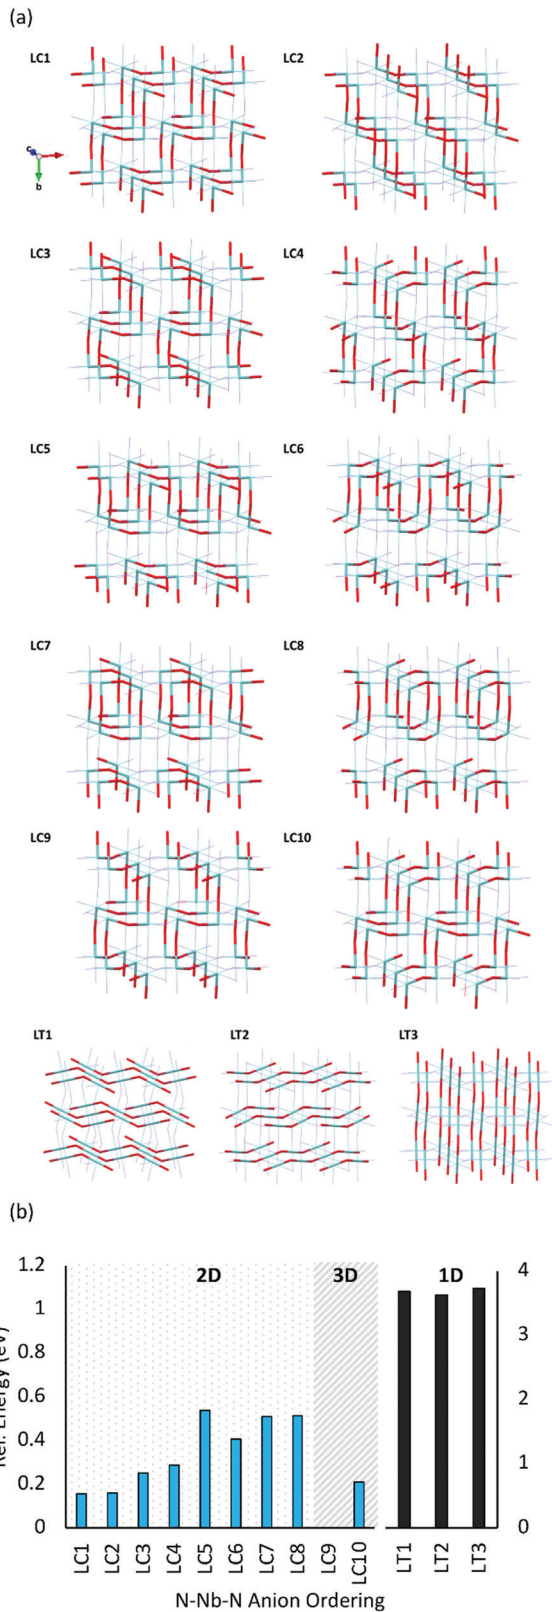 (a)
LC1
LC2
c
b
LC3
LC4
LC5
LC6
LC7
LC8
LC9
LC10
LT1
LT2
LT3
(b)
1.2
1
0.8
0.6
0.4
0.2
0
2D
3D
1D
4
3
2
1
0
Energy (eV)
LC1
LC2
LC3
LC4
LC5
LC6
LC7
LC8
LC9
LC10
LT1
LT2
LT3
N-Nb-N Anion Ordering